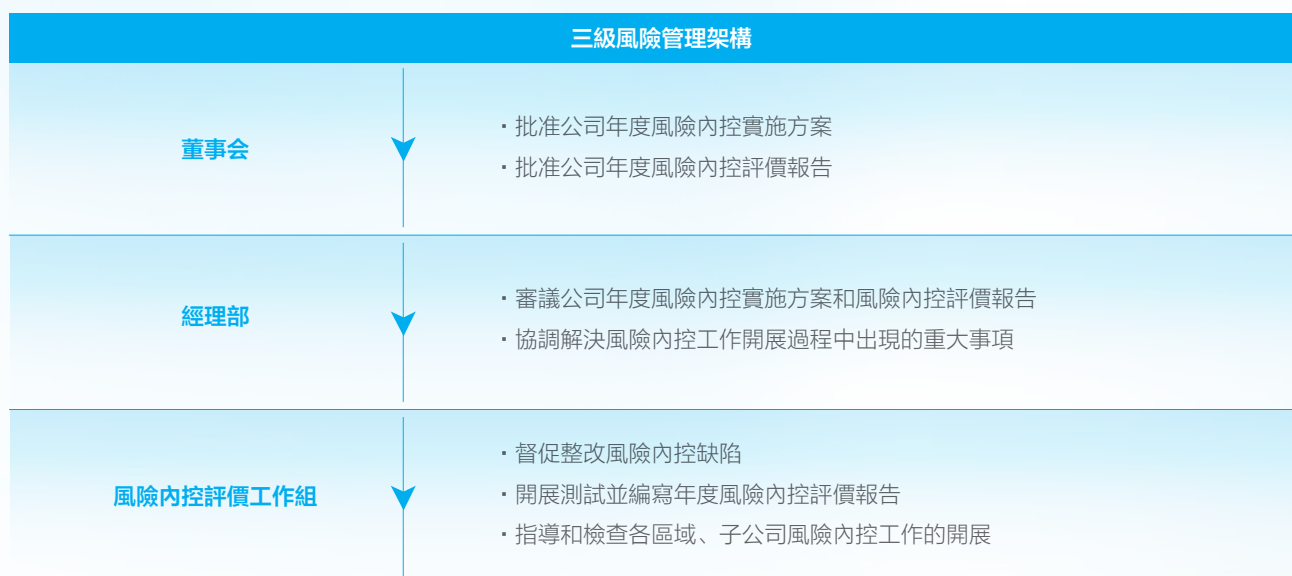 三級風險管理架構
董事会
・批准公司年度風險內控實施方案
・批准公司年度風險內控評價報告
經理部
・審議公司年度風險內控實施方案和風險內控評價報告
・協調解決風險內控工作開展過程中出現的重大事項
風險內控評價工作組
・督促整改風險內控缺陷
・開展測試並編寫年度風險內控評價報告
・指導和檢查各區域、子公司風險內控工作的開展